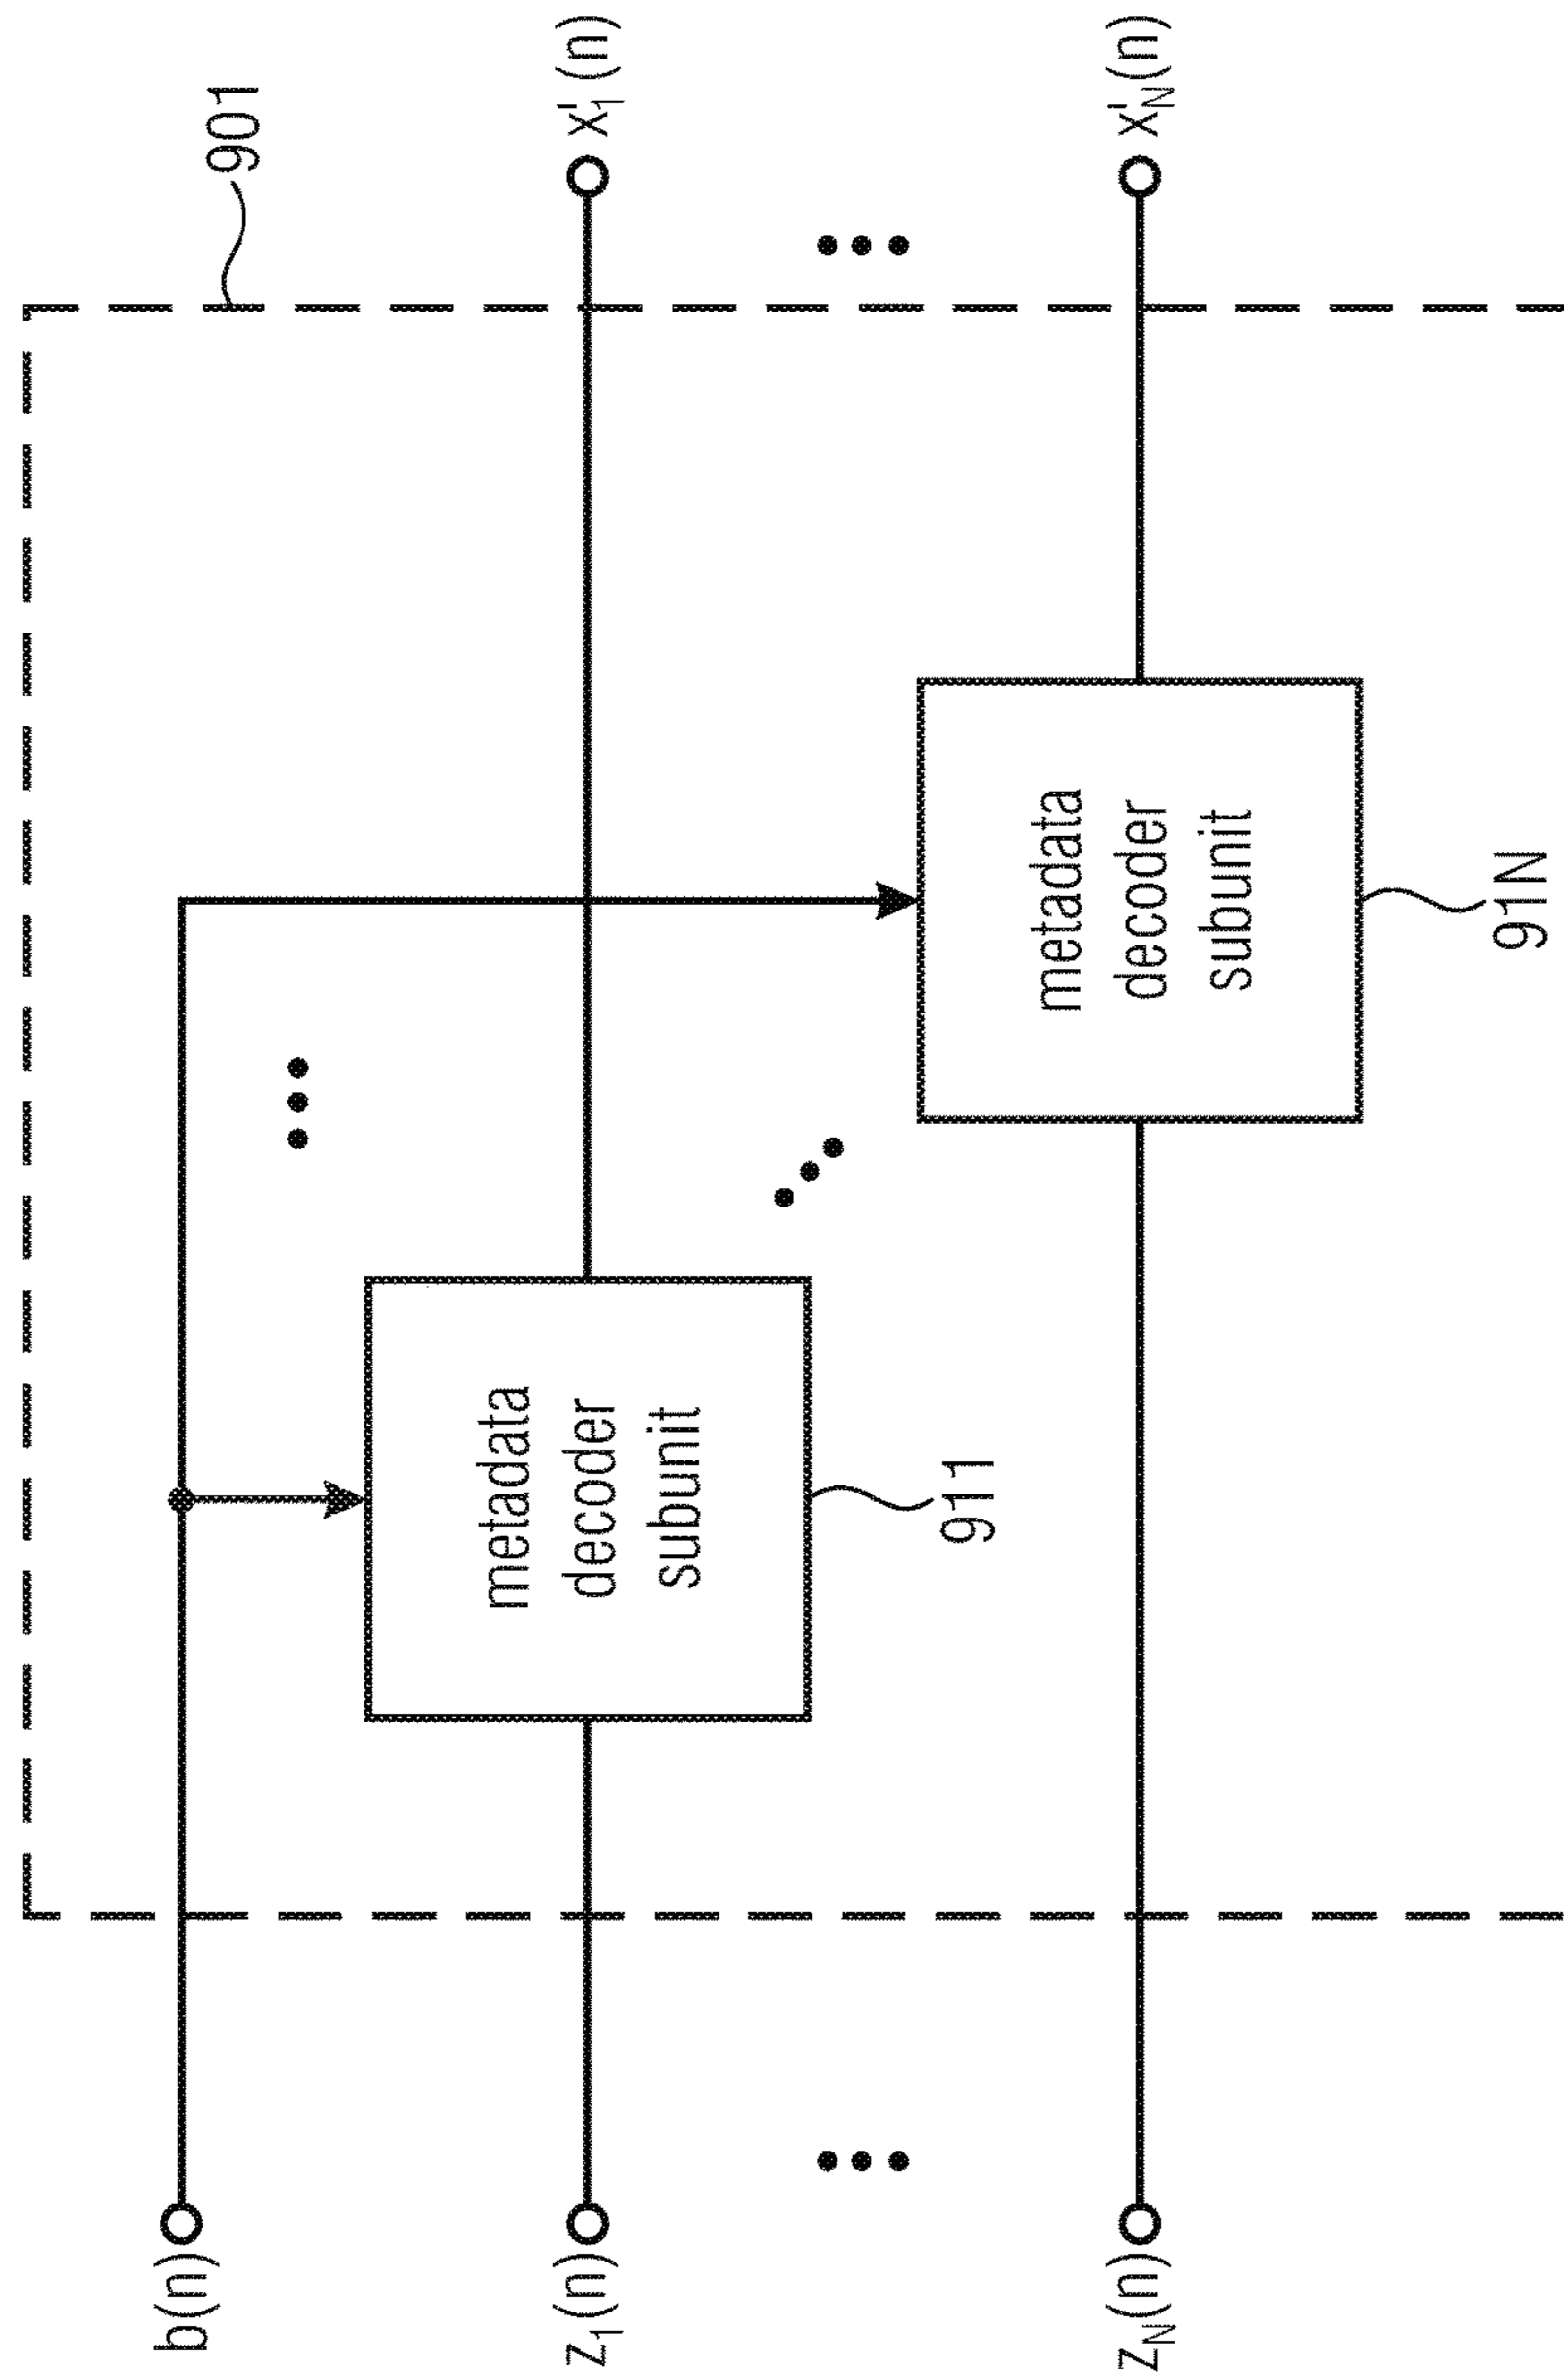 901
b(n)
z₁(n)
metadata
decoder
subunit
x'₁(n)
911
zN(n)
metadata
decoder
subunit
x'N(n)
91N